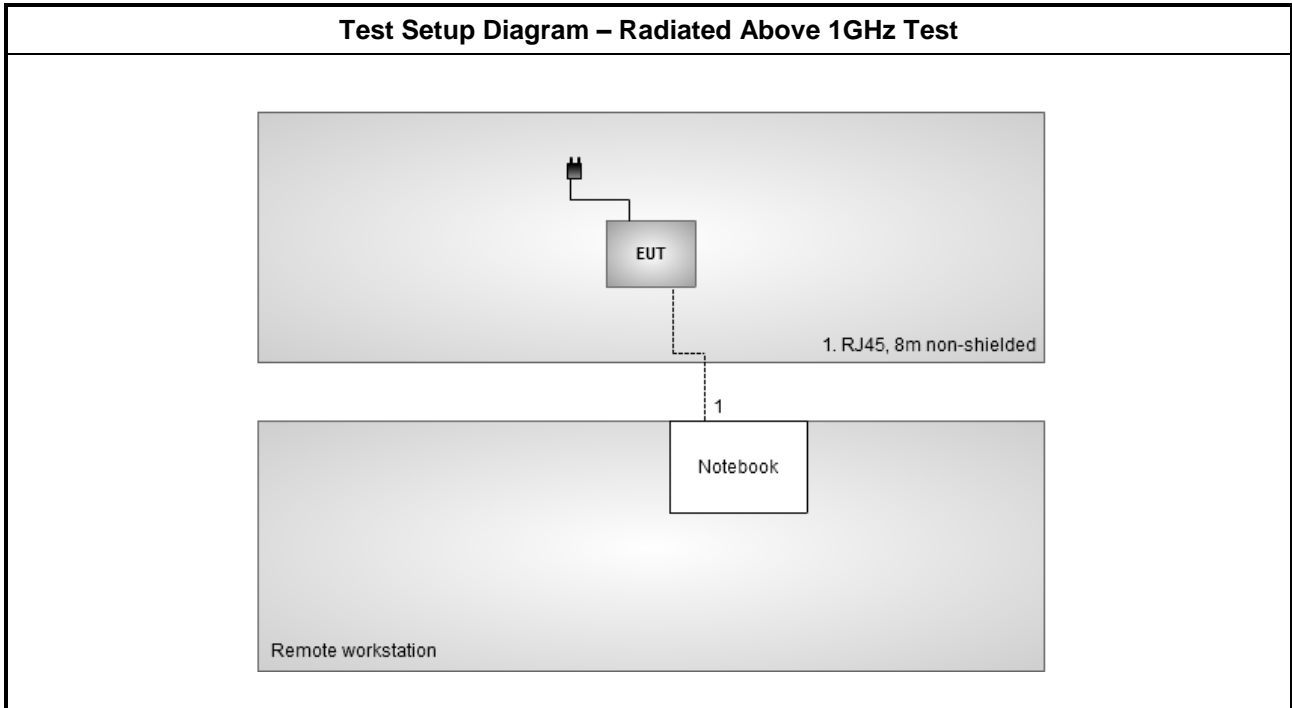 Test Setup Diagram – Radiated Above 1GHz Test
EUT
1. RJ45, 8m non-shielded
1
Notebook
Remote workstation